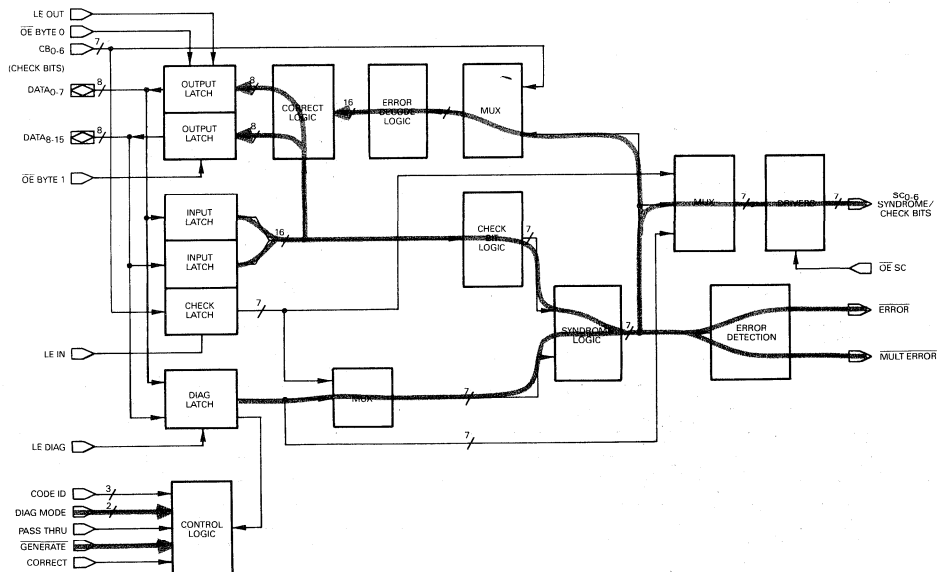 LE OUT
OE BYTE 0
CB0-6
7
(CHECK BITS)
DATA0-7
8
DATA8-15
8
OE BYTE 1
OUTPUT
LATCH
OUTPUT
LATCH
8
8
CORRECT
LOGIC
16
ERROR
DECODE
LOGIC
MUX
INPUT
LATCH
INPUT
LATCH
CHECK
LATCH
16
7
LE IN
CHECK
BIT
LOGIC
7
MUX
7
DRIVERS
7
SC0-6
SYNDROME/
CHECK BITS
OE SC
SYNDROME
LOGIC
7
ERROR
DETECTION
ERROR
MULT ERROR
DIAG
LATCH
MUX
7
7
LE DIAG
CODE ID
3
DIAG MODE
2
PASS THRU
GENERATE
CORRECT
CONTROL
LOGIC